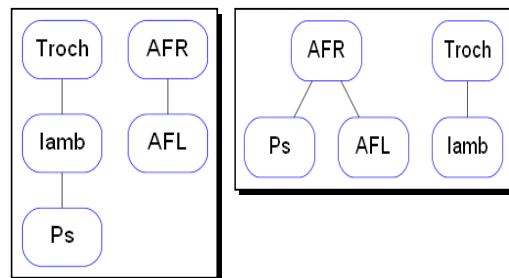 Troch AFR
Iamb AFL
Ps
AFR Troch
Ps AFL Iamb